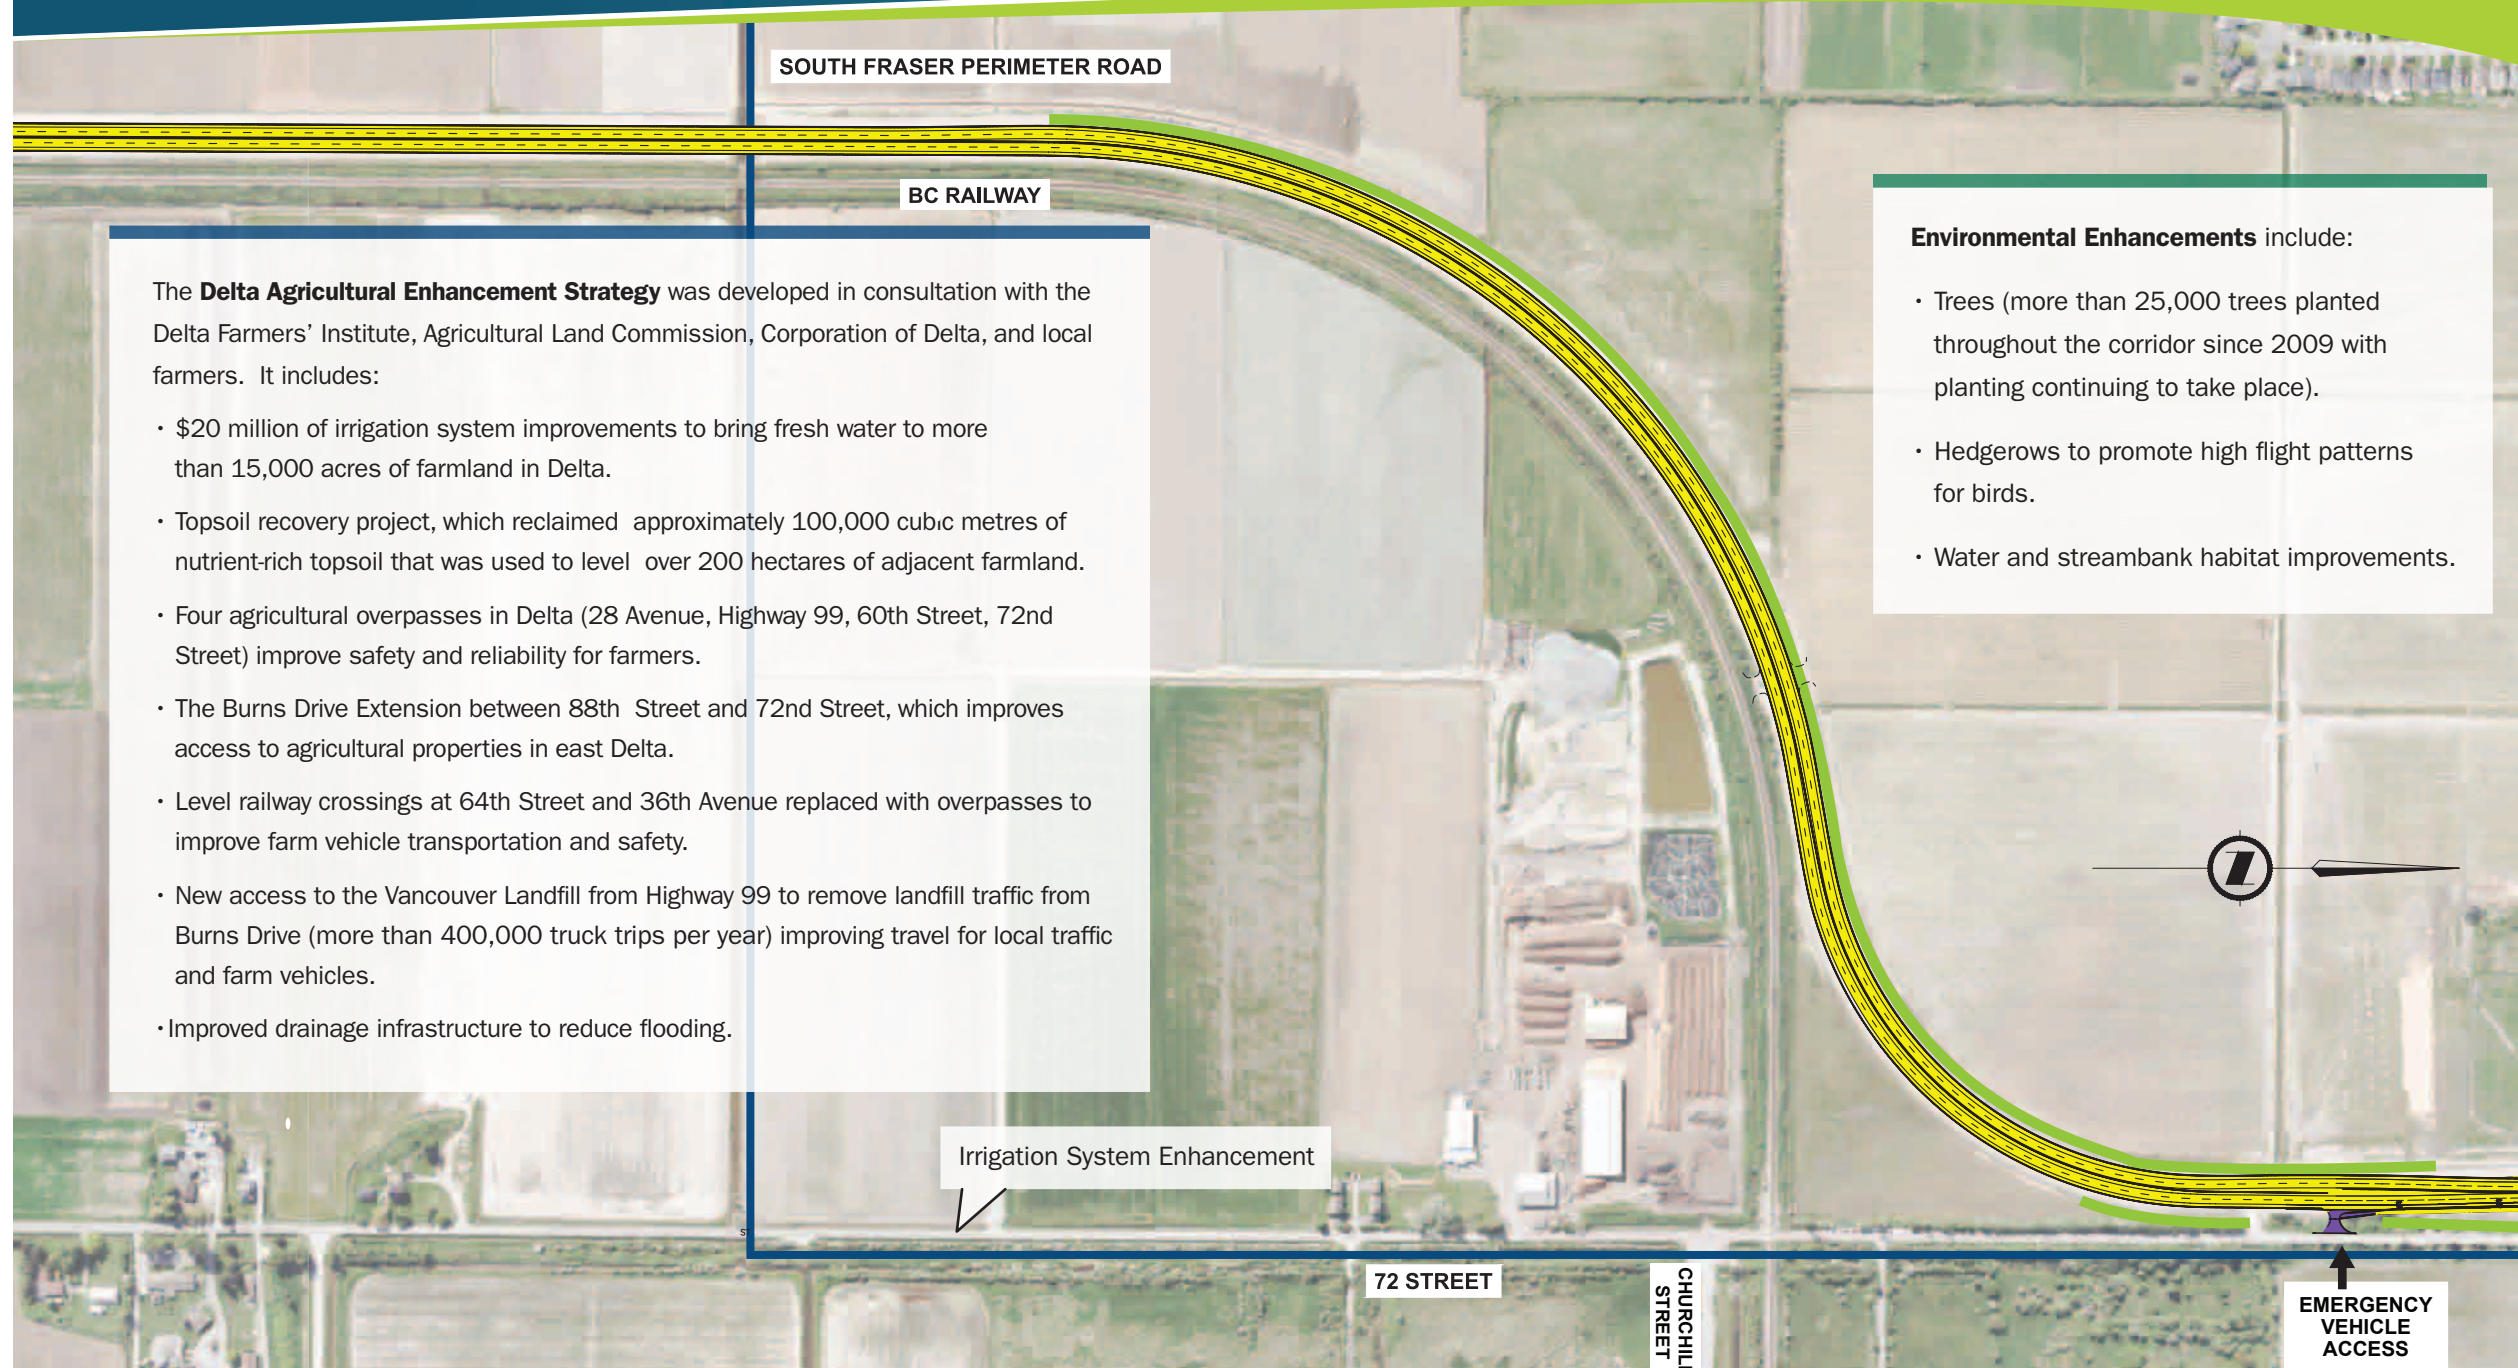 SOUTH FRASER PERIMETER ROAD
BC RAILWAY
The Delta Agricultural Enhancement Strategy was developed in consultation with the
Delta Farmers’ Institute, Agricultural Land Commission, Corporation of Delta, and local
farmers. It includes:
• $20 million of irrigation system improvements to bring fresh water to more
than 15,000 acres of farmland in Delta.
• Topsoil recovery project, which reclaimed approximately 100,000 cubic metres of
nutrient-rich topsoil that was used to level over 200 hectares of adjacent farmland.
• Four agricultural overpasses in Delta (28 Avenue, Highway 99, 60th Street, 72nd
Street) improve safety and reliability for farmers.
• The Burns Drive Extension between 88th Street and 72nd Street, which improves
access to agricultural properties in east Delta.
• Level railway crossings at 64th Street and 36th Avenue replaced with overpasses to
improve farm vehicle transportation and safety.
• New access to the Vancouver Landfill from Highway 99 to remove landfill traffic from
Burns Drive (more than 400,000 truck trips per year) improving travel for local traffic
and farm vehicles.
• Improved drainage infrastructure to reduce flooding.
Environmental Enhancements include:
• Trees (more than 25,000 trees planted
throughout the corridor since 2009 with
planting continuing to take place).
• Hedgerows to promote high flight patterns
for birds.
• Water and streambank habitat improvements.
Z
Irrigation System Enhancement
72 STREET
CHURCHILL
STREET
EMERGENCY
VEHICLE
ACCESS